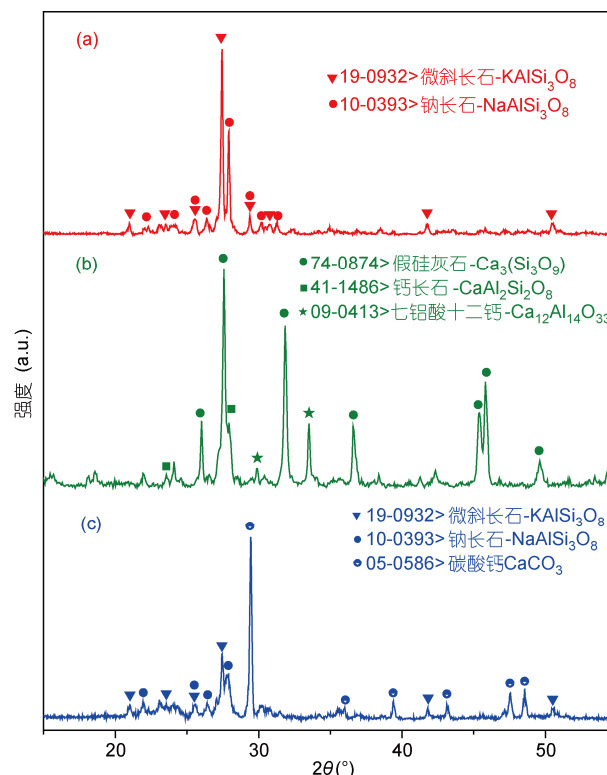 (a)
19-0932>微斜长石-KAlSi₃O₈
10-0393>钠长石-NaAlSi₃O₈
(b)
74-0874>假硅灰石-Ca₃(Si₃O₉)
41-1486>钙长石-CaAl₂Si₂O₈
09-0413>七铝酸十二钙-Ca₁₂Al₁₄O₃₃
强度 (a.u.)
(c)
19-0932>微斜长石-KAlSi₃O₈
10-0393>钠长石-NaAlSi₃O₈
05-0586>碳酸钙CaCO₃
20 30 40 50
2θ(°)